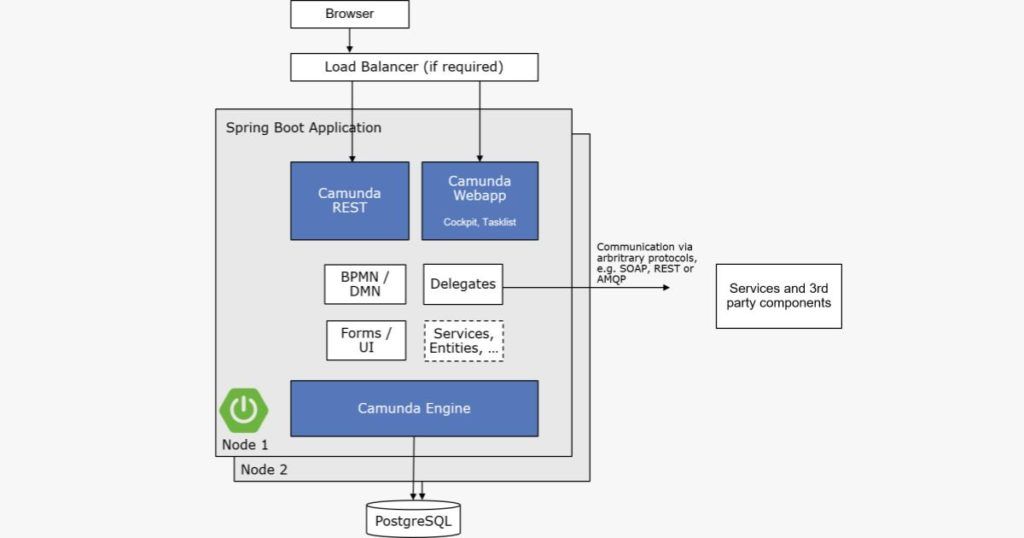 Browser
Load Balancer (if required)
Spring Boot Application
Camunda
REST
Camunda
Webapp
Cockpit, Tasklist
BPMN /
DMN
Delegates
Communication via
arbritrary protocols,
e.g. SOAP, REST or
AMQP
Services and 3rd
party components
Forms /
UI
Services,
Entities, ...
Camunda Engine
Node 1
Node 2
PostgreSQL